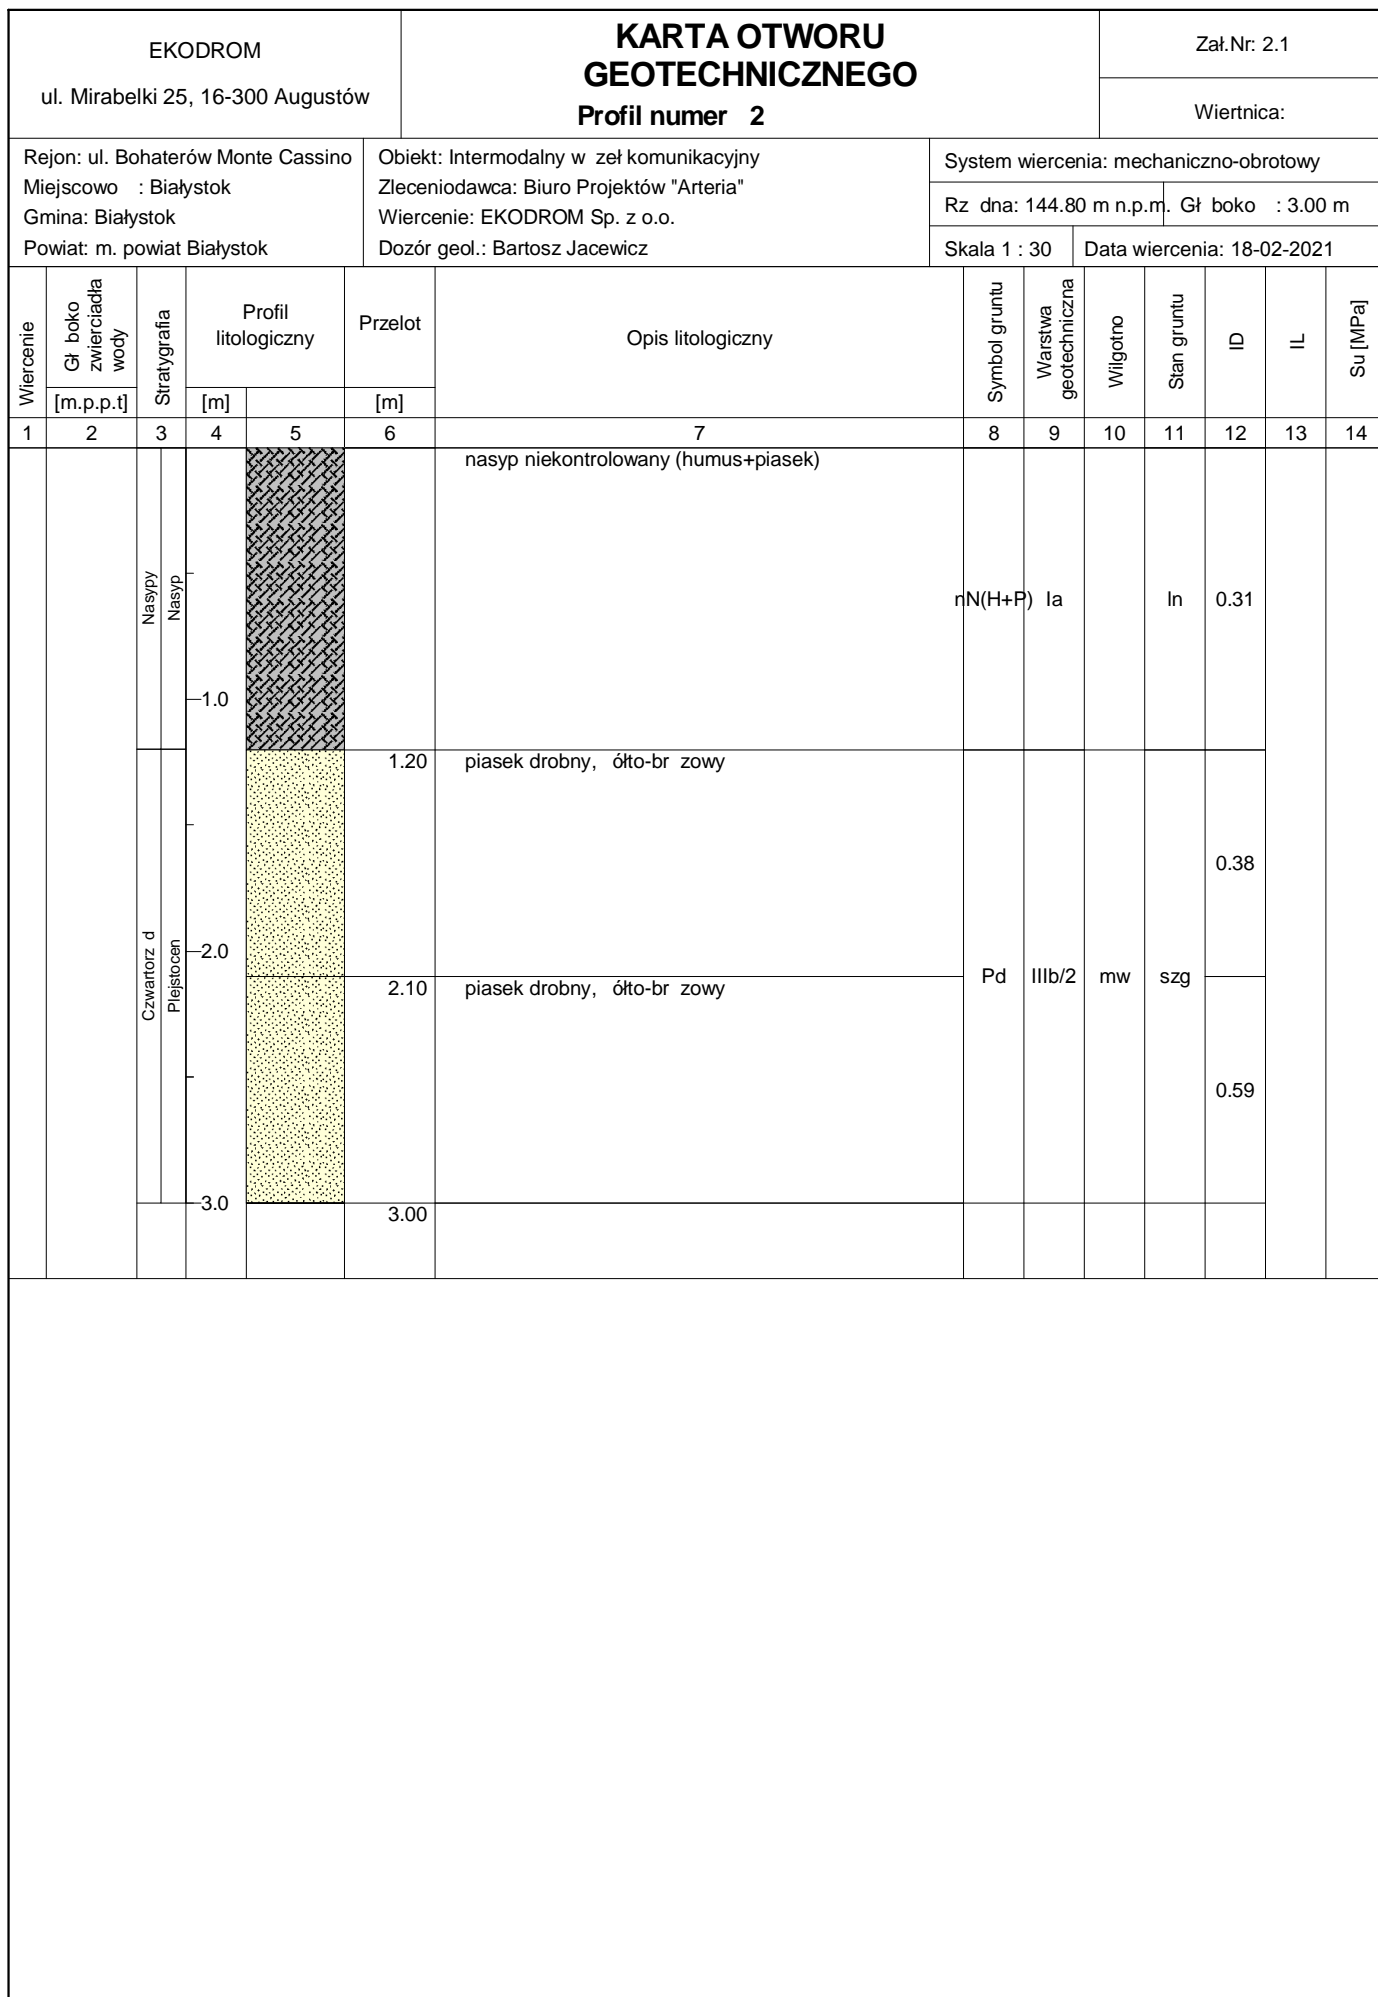 EKODROM
ul. Mirabelki 25, 16-300 Augustów
KARTA OTWORU
GEOTECHNICZNEGO
Profil numer 2
Zał.Nr: 2.1
Wiertnica:
Rejon: ul. Bohaterów Monte Cassino
Miejscowo : Białystok
Gmina: Białystok
Powiat: m. powiat Białystok
Obiekt: Intermodalny w zeł komunikacyjny
Zleceniodawca: Biuro Projektów "Arteria"
Wiercenie: EKODROM Sp. z o.o.
Dozór geol.: Bartosz Jacewicz
System wiercenia: mechaniczno-obrotowy
Rz dna: 144.80 m n.p.m. Gł boko : 3.00 m
Skala 1 : 30 Data wiercenia: 18-02-2021
Wiercenie
Gł boko
zwierciadła
wody
[m.p.p.t]
Stratygrafia
Profil
litologiczny
[m]
Przelot
[m]
Opis litologiczny
Symbol gruntu
Warstwa
geotechniczna
Wilgotno
Stan gruntu
ID
IL
Su [MPa]
1 2 3 4 5 6 7 8 9 10 11 12 13 14
nasyp niekontrolowany (humus+piasek)
Nasypy
Nasyp
nN(H+P) Ia ln 0.31
1.0
1.20 piasek drobny, ółto-br zowy
0.38
Czwartorz d
Plejstocen
2.0
Pd IIIb/2 mw szg
2.10 piasek drobny, ółto-br zowy
0.59
3.0
3.00